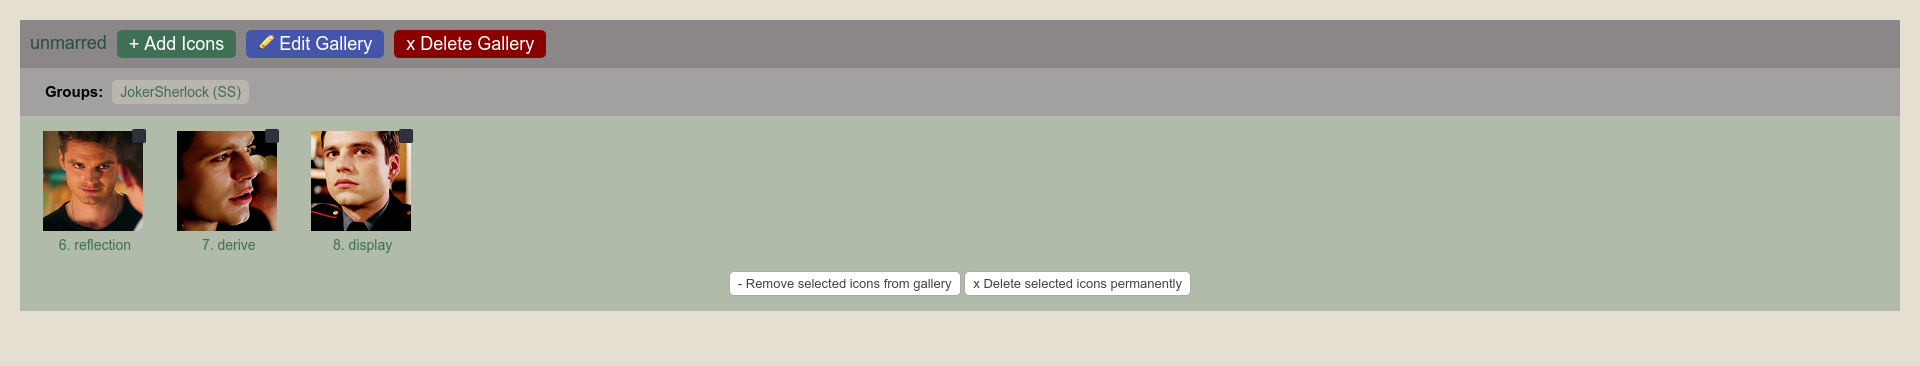 unmarred + Add Icons Edit Gallery x Delete Gallery
Groups: JokerSherlock (SS)
6. reflection 7. derive 8. display
- Remove selected icons from gallery x Delete selected icons permanently